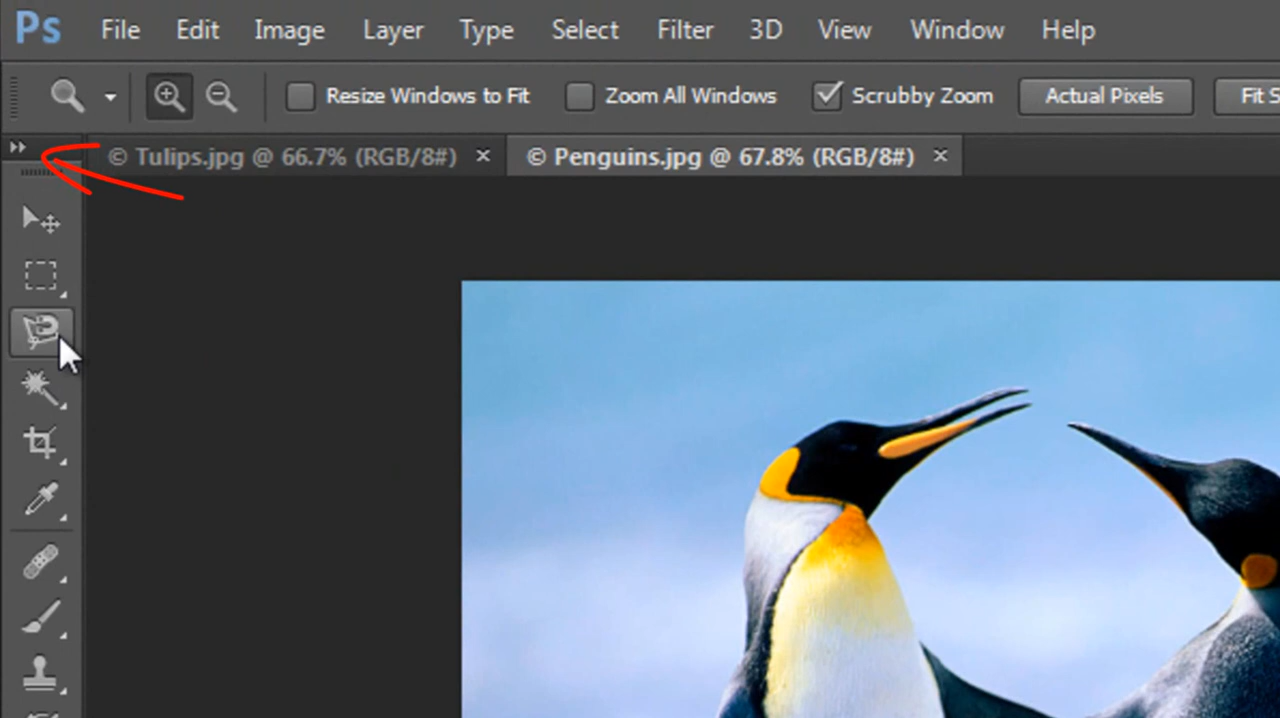 Ps File Edit Image Layer Type Select Filter 3D View Window Help
Resize Windows to Fit Zoom All Windows Scrubby Zoom Actual Pixels Fit S
© Tulips.jpg @ 66.7% (RGB/8#) × © Penguins.jpg @ 67.8% (RGB/8#) ×